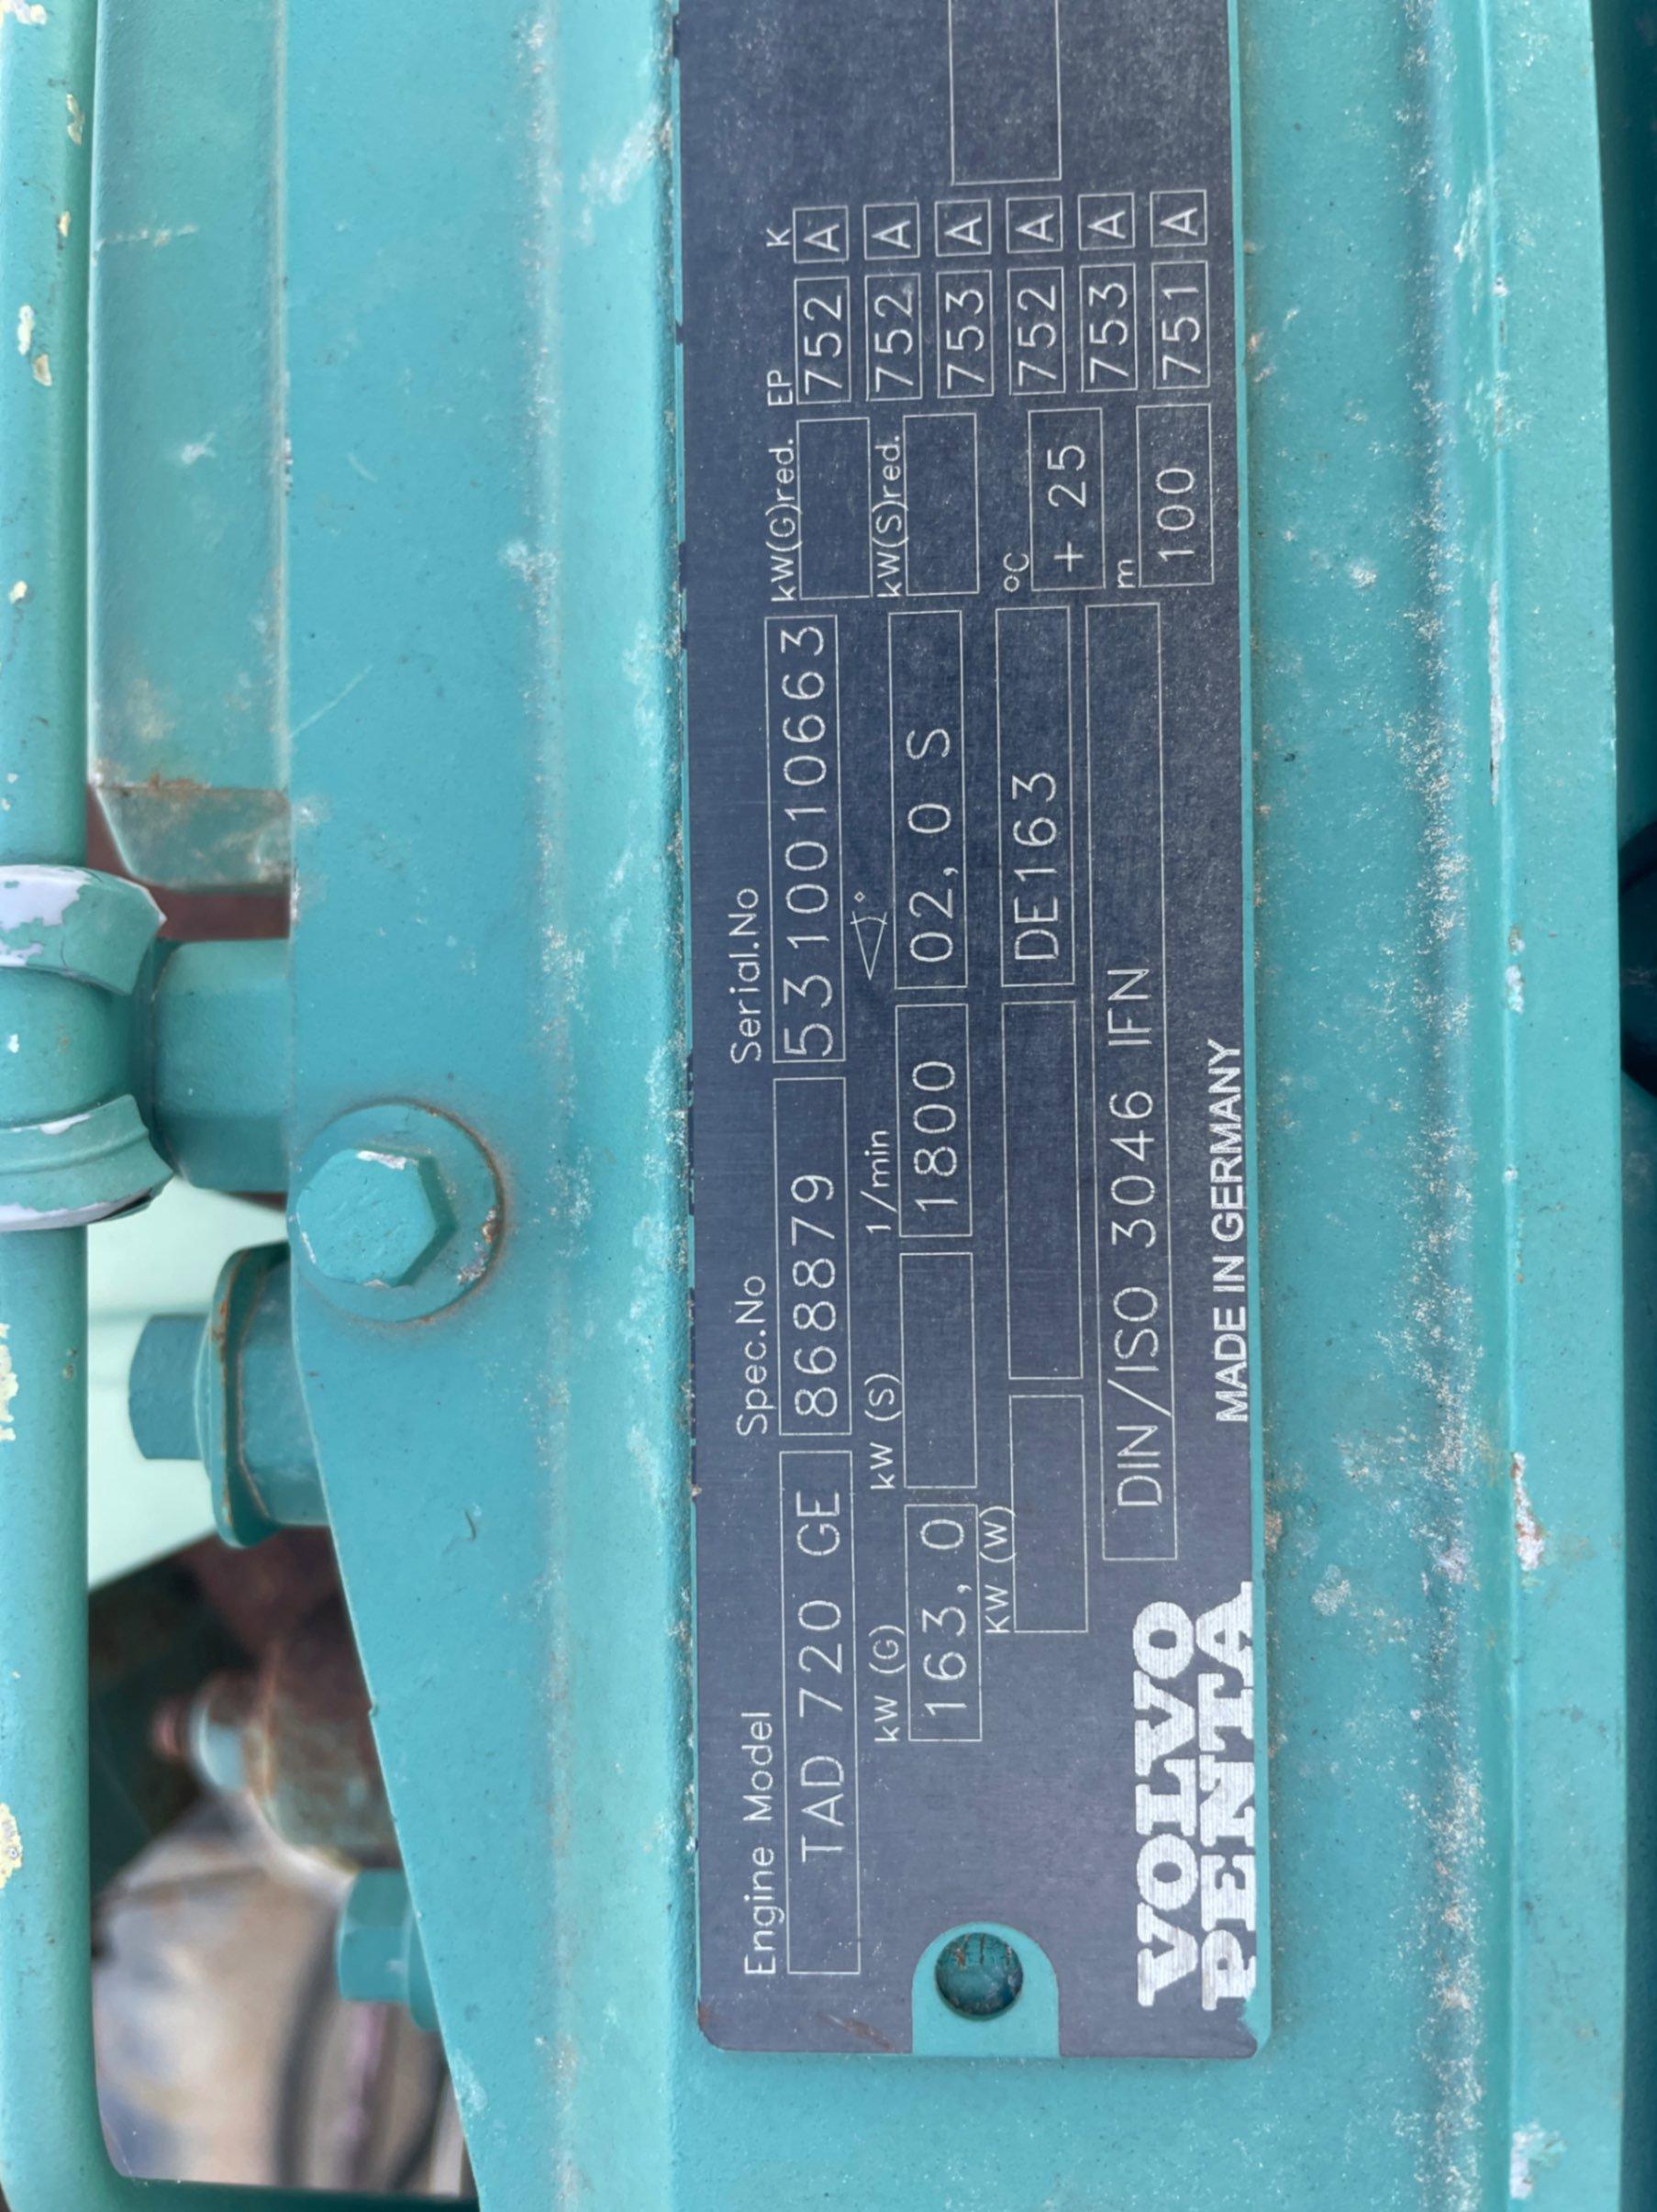 Engine Model Spec.No Serial.No
TAD 720 GE 868879 5310010663
kW(G)red. EP K
752 A
kW (G) kW (S) 1/min °
163,0 1800 02,0 S
kW(S)red.
752 A
753 A
kW (W)
DE163
°C
+ 25
752 A
DIN/ISO 3046 IFN
m
753 A
100
751 A
VOLVO
PENTA
MADE IN GERMANY